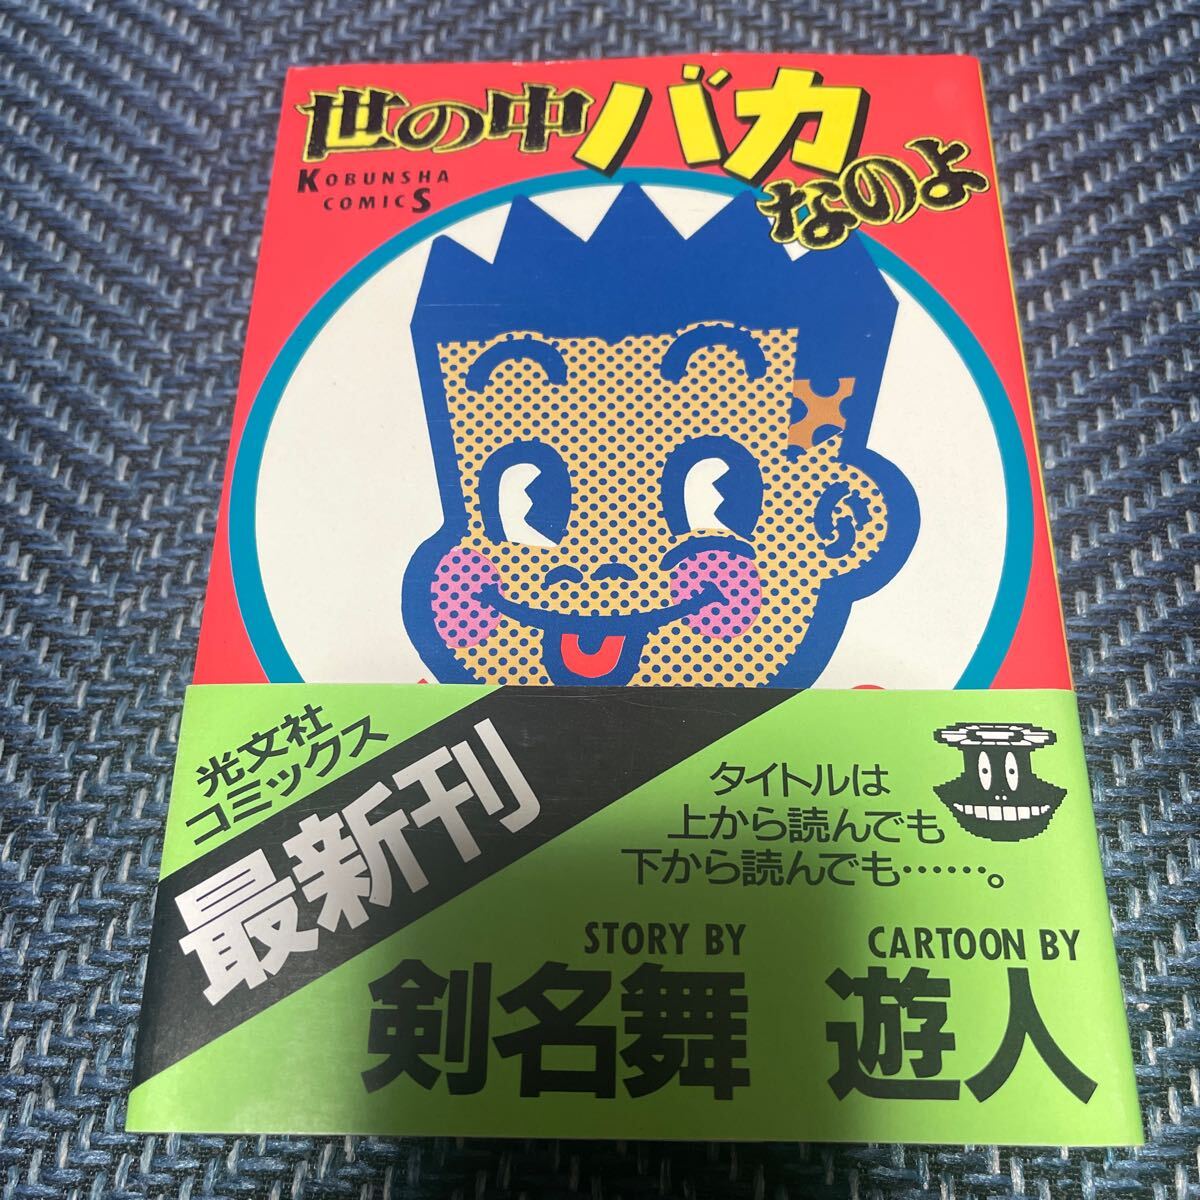 世の中バカ
なのよ
KOBUNSHA
COMICS
光文社
コミックス
最新刊
タイトルは
上から読んでも
下から読んでも……。
STORY BY
剣名舞
CARTOON BY
遊人